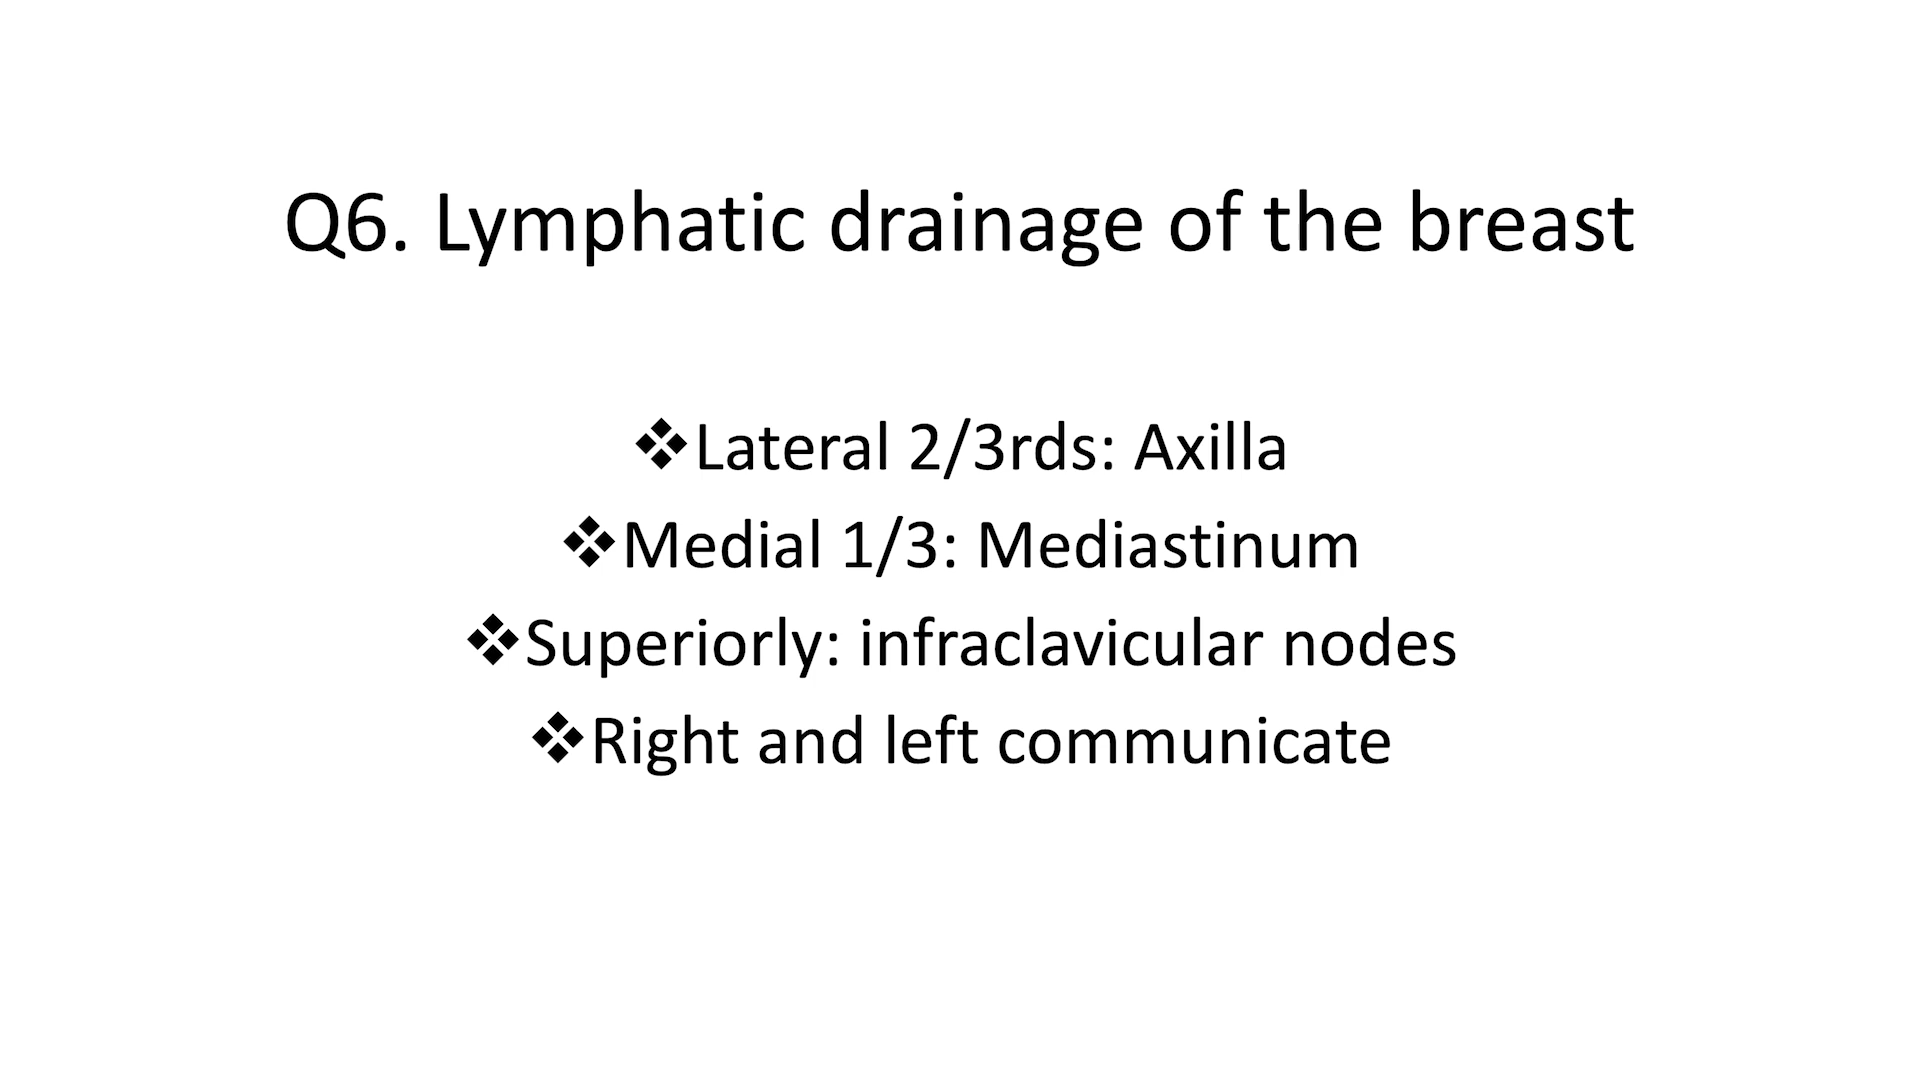 Q6. Lymphatic drainage of the breast
❖Lateral 2/3rds: Axilla
❖Medial 1/3: Mediastinum
❖Superiorly: infraclavicular nodes
❖Right and left communicate